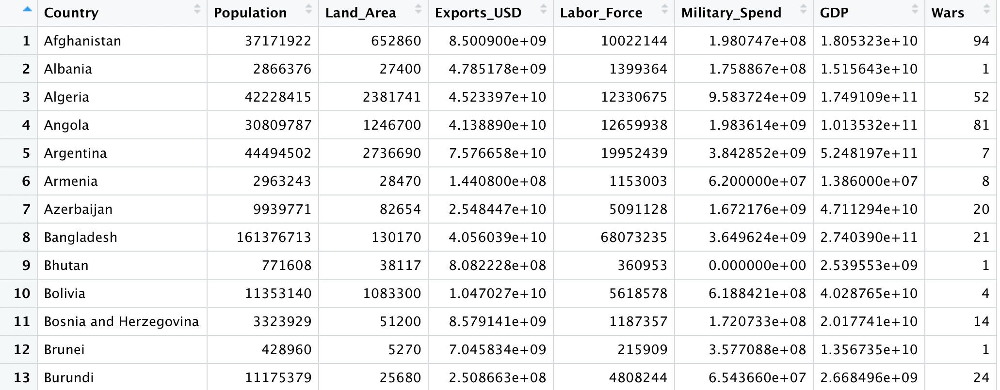 Country Population Land_Area Exports_USD Labor_Force Military_Spend GDP Wars
1 Afghanistan 37171922 652860 8.500900e+09 10022144 1.980747e+08 1.805323e+10 94
2 Albania 2866376 27400 4.785178e+09 1399364 1.758867e+08 1.515643e+10 1
3 Algeria 42228415 2381741 4.523397e+10 12330675 9.583724e+09 1.749109e+11 52
4 Angola 30809787 1246700 4.138890e+10 12659938 1.983614e+09 1.013532e+11 81
5 Argentina 44494502 2736690 7.576658e+10 19952439 3.842852e+09 5.248197e+11 7
6 Armenia 2963243 28470 1.440800e+08 1153003 6.200000e+07 1.386000e+07 8
7 Azerbaijan 9939771 82654 2.548447e+10 5091128 1.672176e+09 4.711294e+10 20
8 Bangladesh 161376713 130170 4.056039e+10 68073235 3.649624e+09 2.740390e+11 21
9 Bhutan 771608 38117 8.082228e+08 360953 0.000000e+00 2.539553e+09 1
10 Bolivia 11353140 1083300 1.047027e+10 5618578 6.188421e+08 4.028765e+10 4
11 Bosnia and Herzegovina 3323929 51200 8.579141e+09 1187357 1.720733e+08 2.017741e+10 14
12 Brunei 428960 5270 7.045834e+09 215909 3.577088e+08 1.356735e+10 1
13 Burundi 11175379 25680 2.508663e+08 4808244 6.543660e+07 2.668496e+09 24